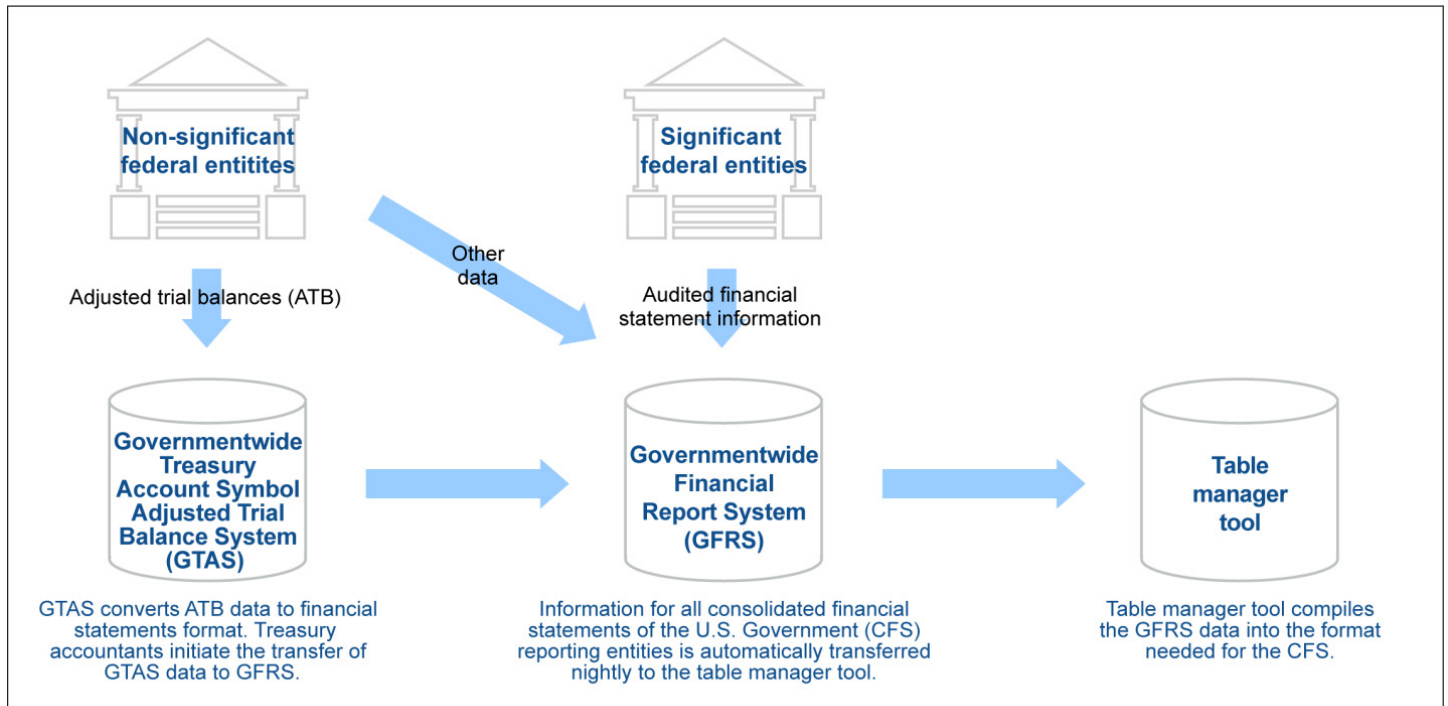 Non-significant
federal entitites
Significant
federal entities
Other
data
Adjusted trial balances (ATB)
Audited financial
statement information
Governmentwide
Treasury
Account Symbol
Adjusted Trial
Balance System
(GTAS)
Governmentwide
Financial
Report System
(GFRS)
Table
manager
tool
GTAS converts ATB data to financial
statements format. Treasury
accountants initiate the transfer of
GTAS data to GFRS.
Information for all consolidated financial
statements of the U.S. Government (CFS)
reporting entities is automatically transferred
nightly to the table manager tool.
Table manager tool compiles
the GFRS data into the format
needed for the CFS.